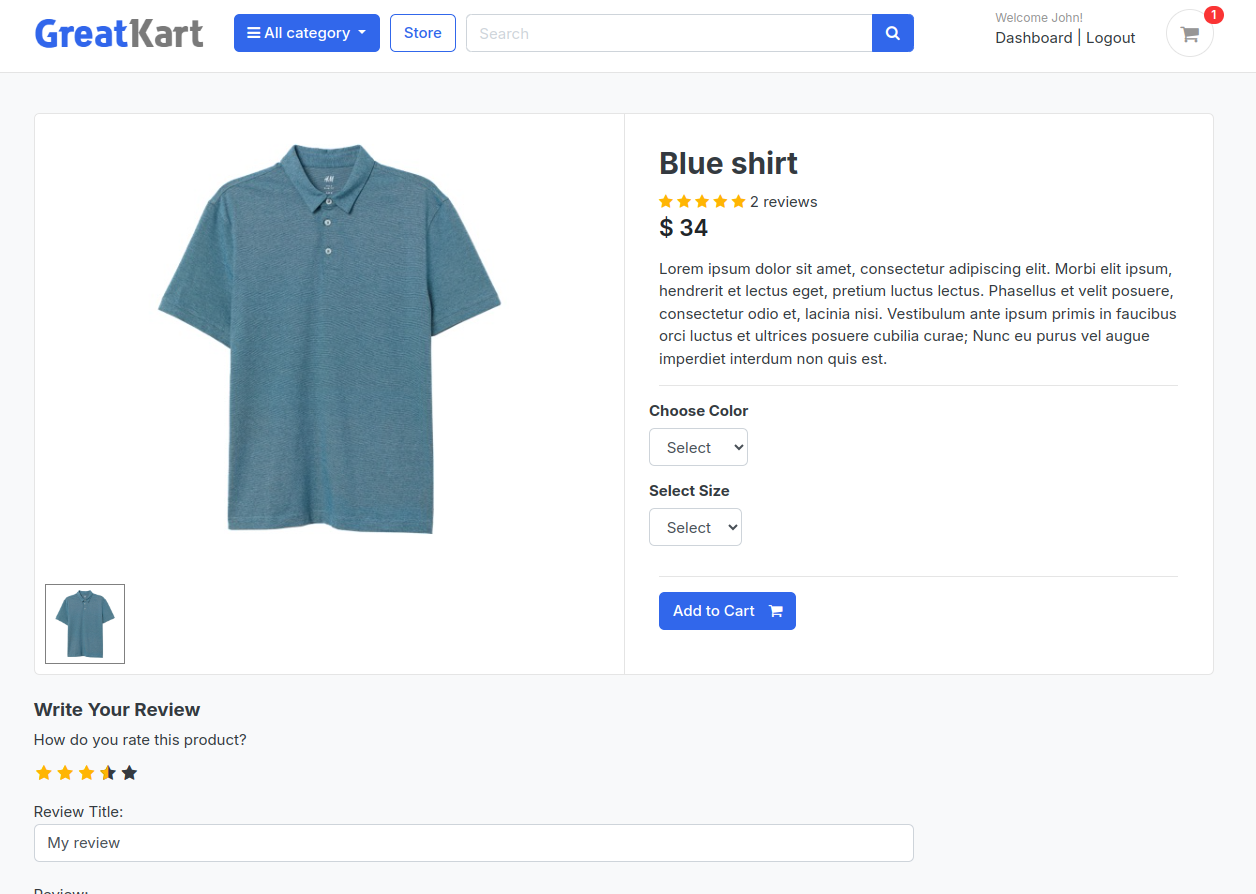 GreatKart
All category
Store
Search
Welcome John!
Dashboard | Logout
1
H&M
Blue shirt
2 reviews
$ 34
Lorem ipsum dolor sit amet, consectetur adipiscing elit. Morbi elit ipsum,
hendrerit et lectus eget, pretium luctus lectus. Phasellus et velit posuere,
consectetur odio et, lacinia nisi. Vestibulum ante ipsum primis in faucibus
orci luctus et ultrices posuere cubilia curae; Nunc eu purus vel augue
imperdiet interdum non quis est.
Choose Color
Select
Select Size
Select
Add to Cart
Write Your Review
How do you rate this product?
Review Title:
My review
Review: